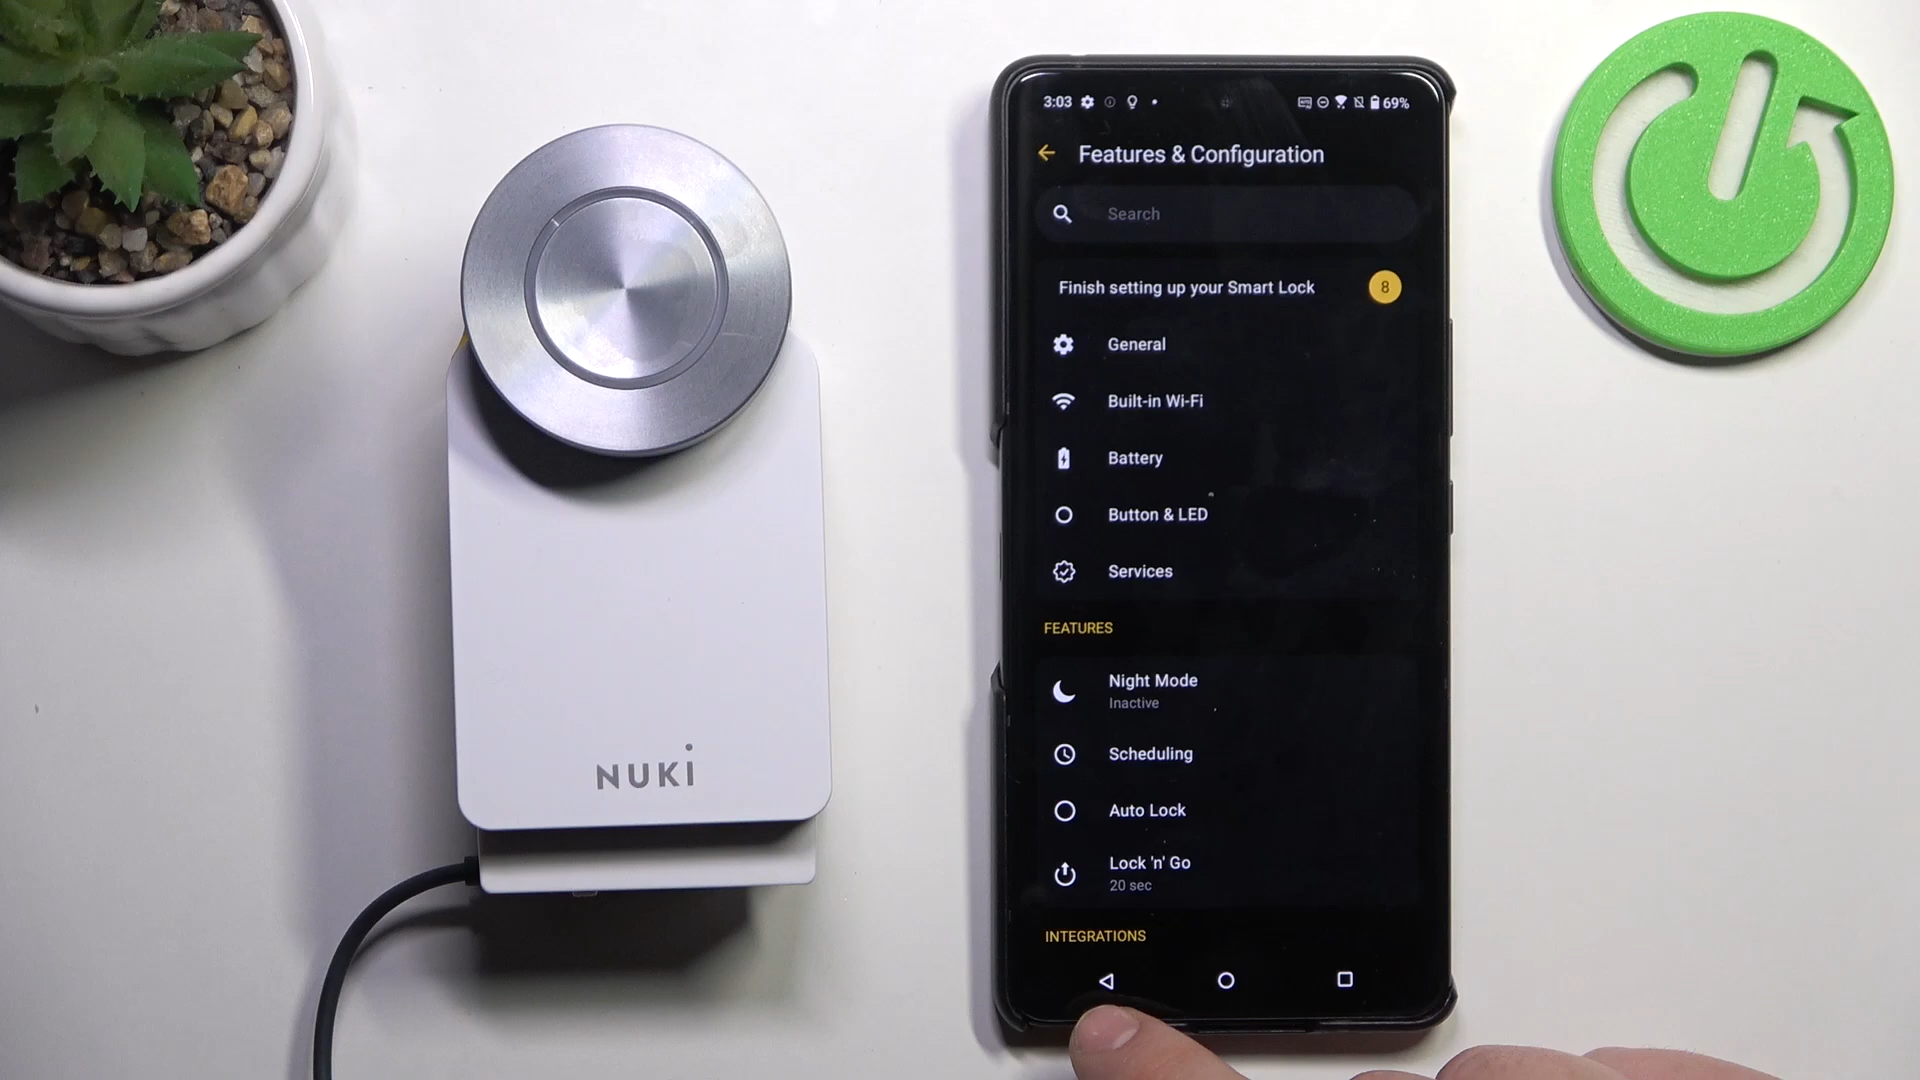 3:03
69%
Features & Configuration
Search
Finish setting up your Smart Lock
8
General
Built-in Wi-Fi
Battery
Button & LED
Services
FEATURES
Night Mode
Inactive
Scheduling
Auto Lock
Lock 'n' Go
20 sec
INTEGRATIONS
NUKi